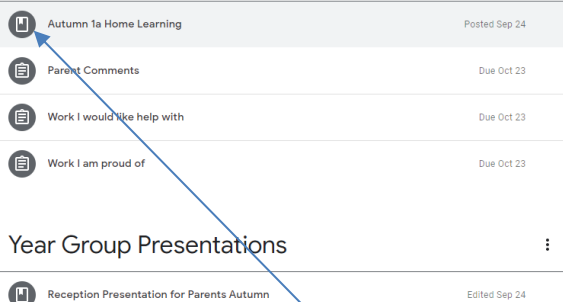 Autumn 1a Home Learning Posted Sep 24
Parent Comments Due Oct 23
Work I would like help with Due Oct 23
Work I am proud of Due Oct 23
Year Group Presentations
Reception Presentation for Parents Autumn Edited Sep 24